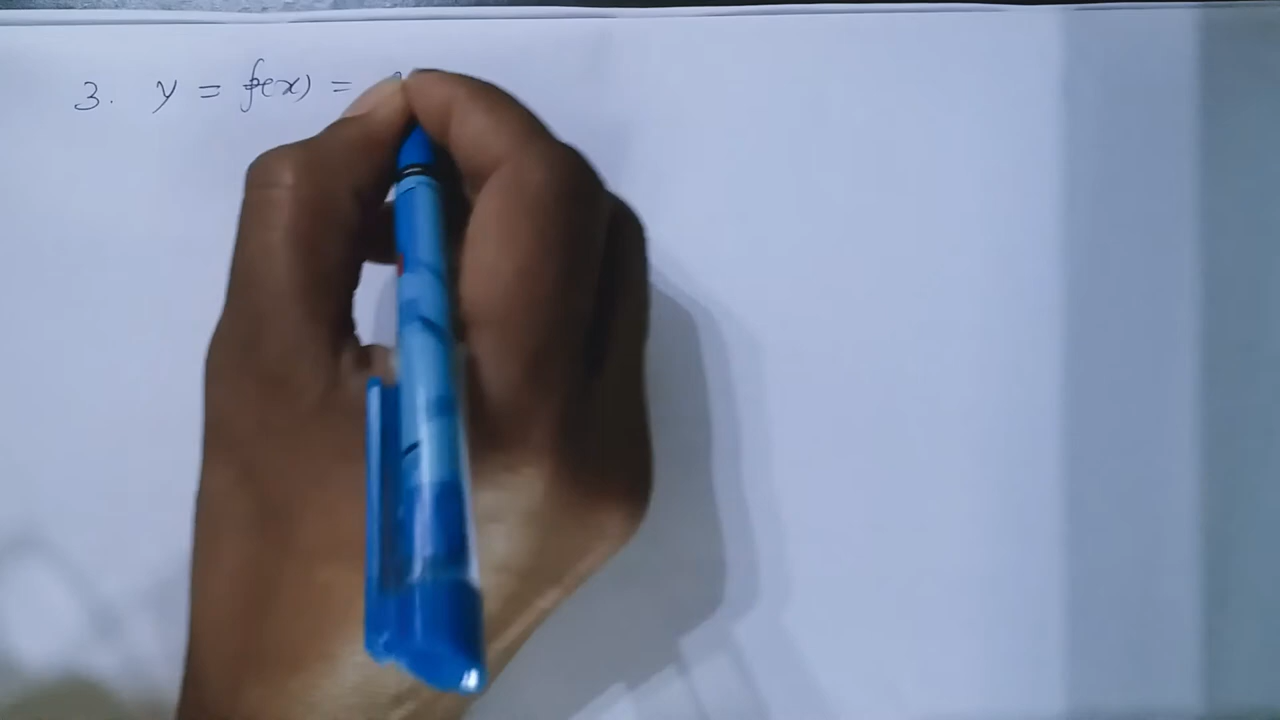 3. y = f(x) =